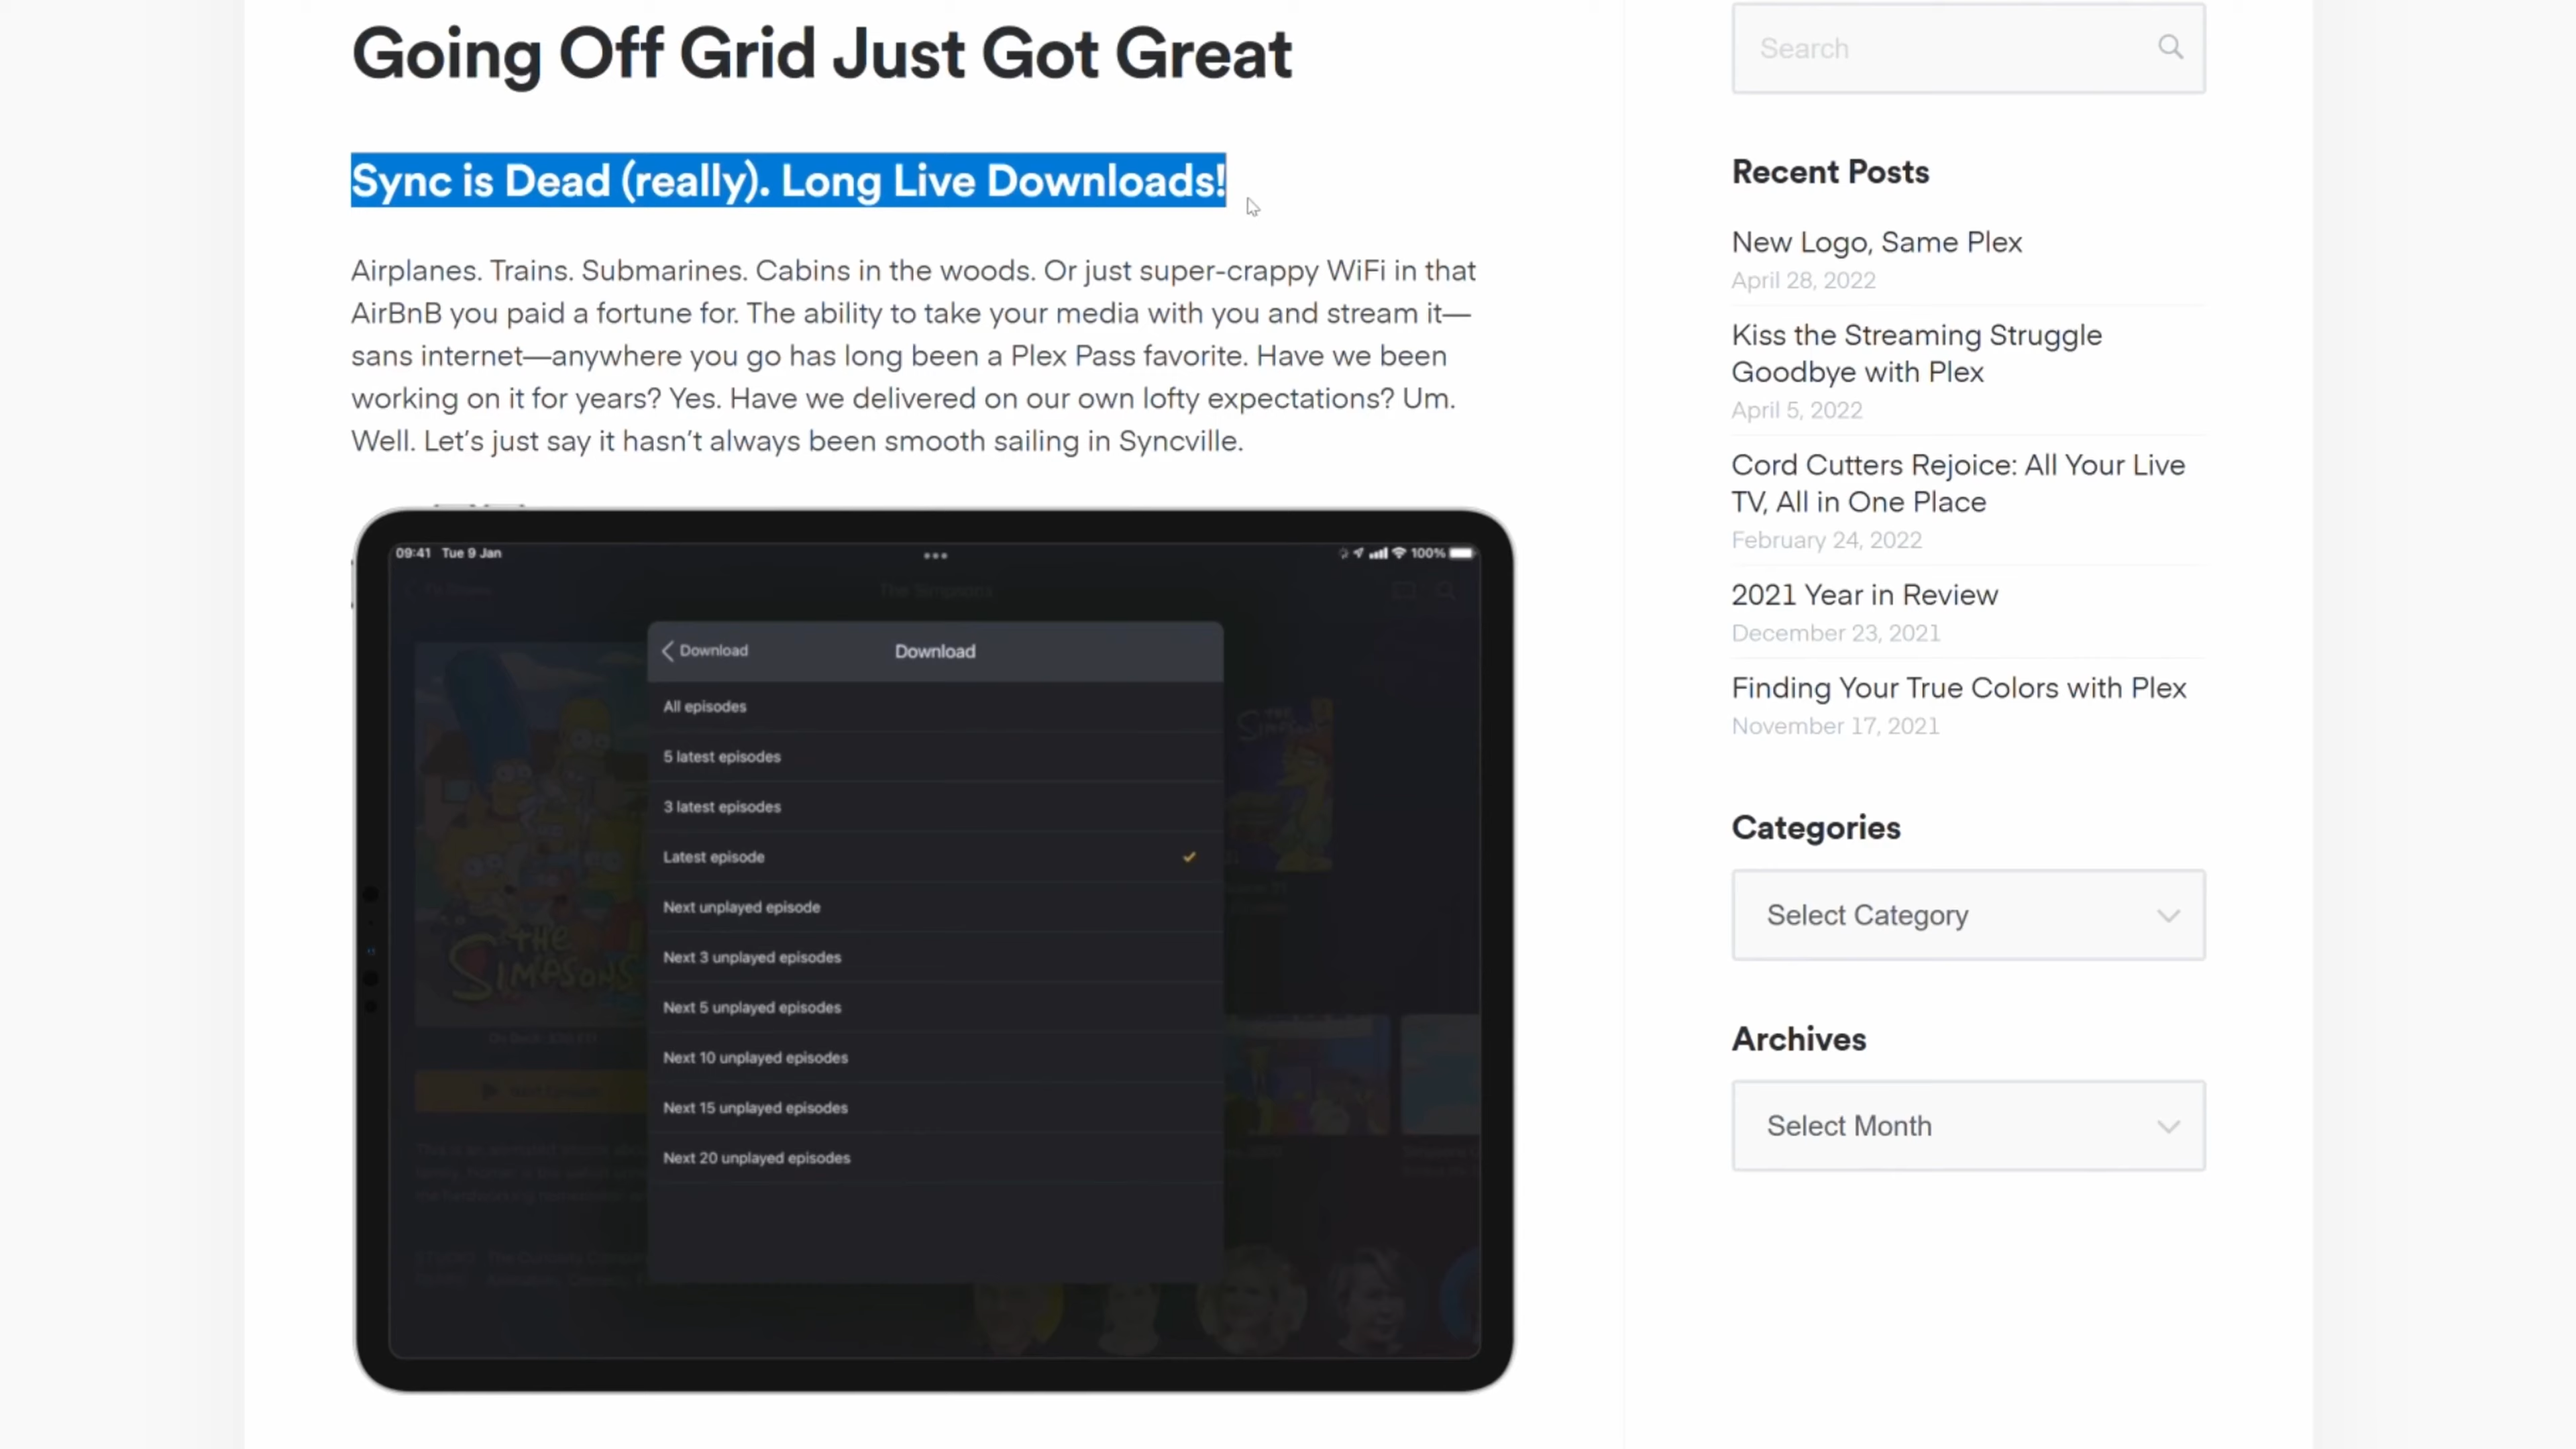 Going Off Grid Just Got Great
Sync is Dead (really). Long Live Downloads!
Airplanes. Trains. Submarines. Cabins in the woods. Or just super-crappy WiFi in that
AirBnB you paid a fortune for. The ability to take your media with you and stream it—
sans internet—anywhere you go has long been a Plex Pass favorite. Have we been
working on it for years? Yes. Have we delivered on our own lofty expectations? Um.
Well. Let's just say it hasn't always been smooth sailing in Syncville.
09:41 Tue 9 Jan
100%
The Simpsons
Download
Download
All episodes
5 latest episodes
3 latest episodes
Latest episode
Next unplayed episode
Next 3 unplayed episodes
Next 5 unplayed episodes
Next 10 unplayed episodes
Next 15 unplayed episodes
Next 20 unplayed episodes
THE
SIMPSONS
Search
Recent Posts
New Logo, Same Plex
April 28, 2022
Kiss the Streaming Struggle
Goodbye with Plex
April 5, 2022
Cord Cutters Rejoice: All Your Live
TV, All in One Place
February 24, 2022
2021 Year in Review
December 23, 2021
Finding Your True Colors with Plex
November 17, 2021
Categories
Select Category
Archives
Select Month